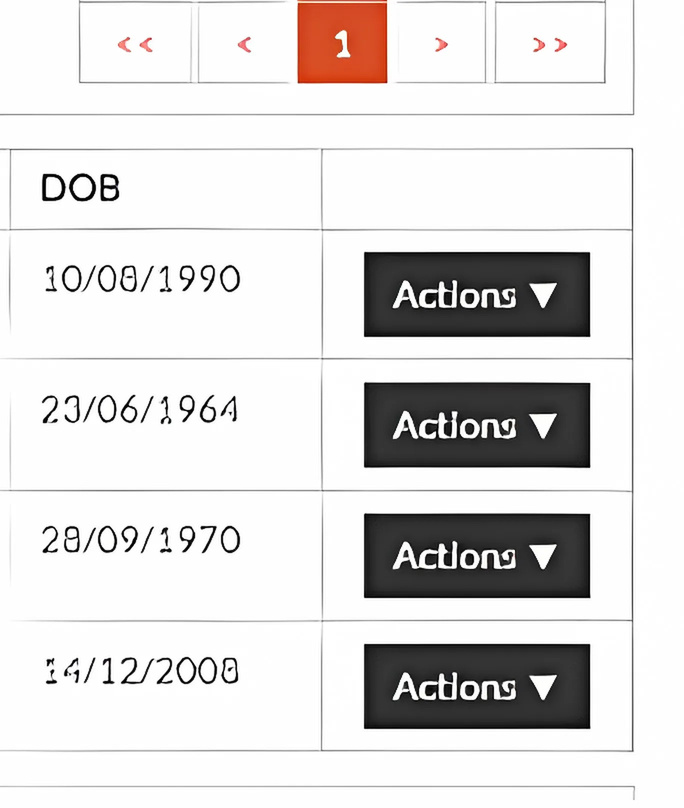 << < 1 > >>
DOB
10/08/1990 Actions ▼
23/06/1964 Actions ▼
28/09/1970 Actions ▼
14/12/2008 Actions ▼